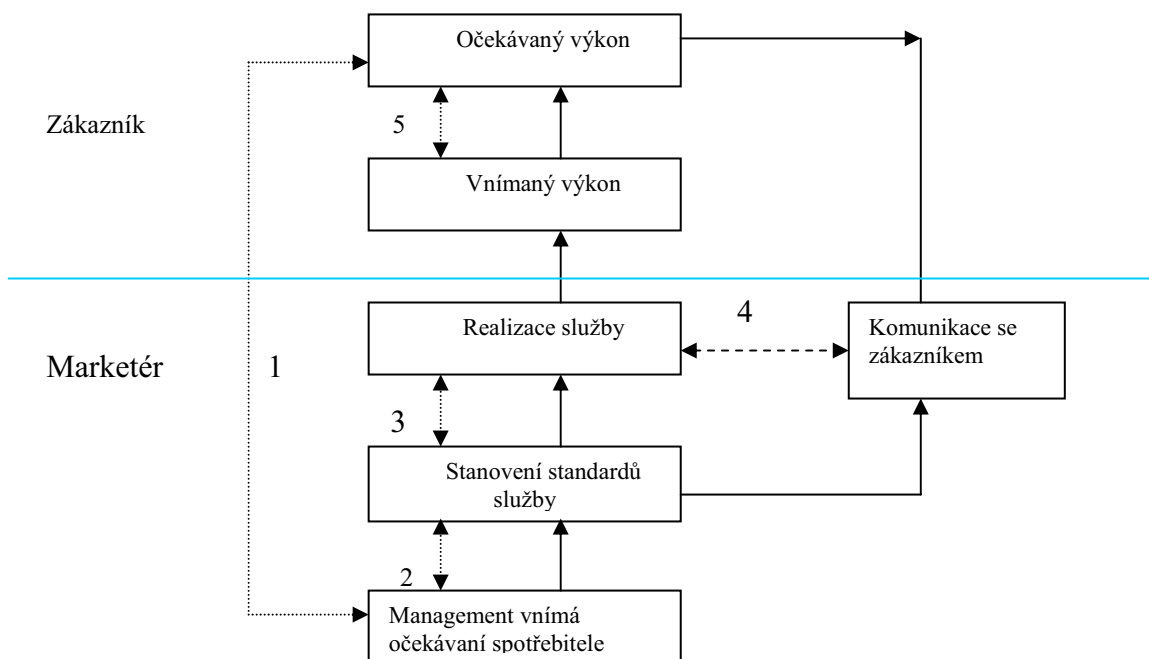 Očekávaný výkon
Zákazník
5
Vnímaný výkon
Realizace služby
4
Komunikace se
zákazníkem
Marketér
1
3
Stanovení standardů
služby
2
Management vnímá
očekávaní spotřebitele